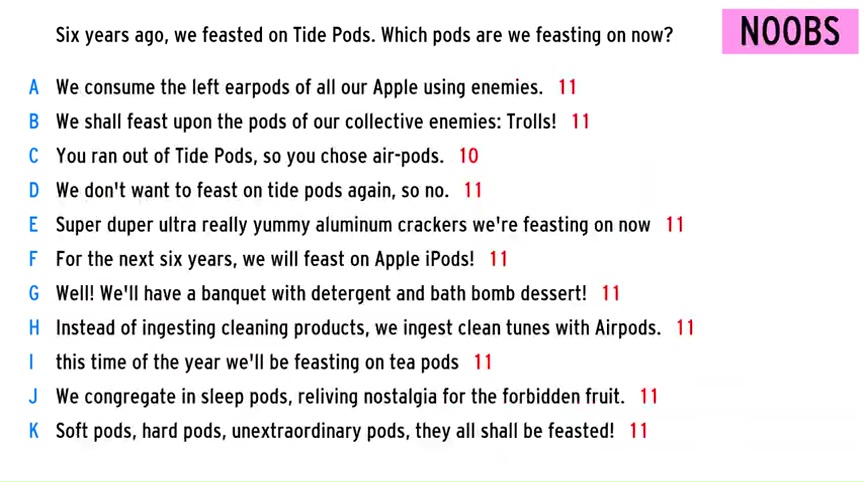 Six years ago, we feasted on Tide Pods. Which pods are we feasting on now?
NOOBS
A We consume the left earpods of all our Apple using enemies. 11
B We shall feast upon the pods of our collective enemies: Trolls! 11
C You ran out of Tide Pods, so you chose air-pods. 10
D We don't want to feast on tide pods again, so no. 11
E Super duper ultra really yummy aluminum crackers we're feasting on now 11
F For the next six years, we will feast on Apple iPods! 11
G Well! We'll have a banquet with detergent and bath bomb dessert! 11
H Instead of ingesting cleaning products, we ingest clean tunes with Airpods. 11
I this time of the year we'll be feasting on tea pods 11
J We congregate in sleep pods, reliving nostalgia for the forbidden fruit. 11
K Soft pods, hard pods, unextraordinary pods, they all shall be feasted! 11